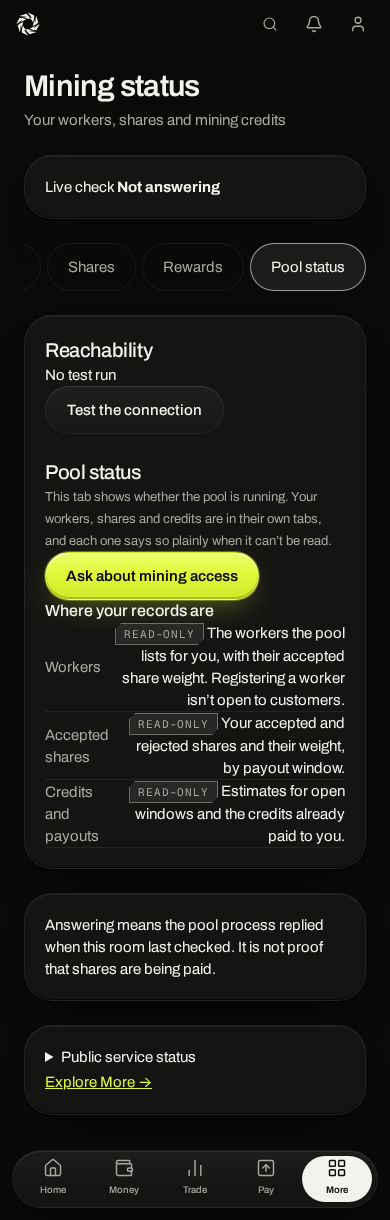 Mining status
Your workers, shares and mining credits
Live check Not answering
Shares
Rewards
Pool status
Reachability
No test run
Test the connection
Pool status
This tab shows whether the pool is running. Your
workers, shares and credits are in their own tabs,
and each one says so plainly when it can’t be read.
Ask about mining access
Where your records are
Workers
READ-ONLY The workers the pool
lists for you, with their accepted
share weight. Registering a worker
isn’t open to customers.
Accepted
shares
READ-ONLY Your accepted and
rejected shares and their weight,
by payout window.
Credits
and
payouts
READ-ONLY Estimates for open
windows and the credits already
paid to you.
Answering means the pool process replied
when this room last checked. It is not proof
that shares are being paid.
Public service status
Explore More →
Home
Money
Trade
Pay
More